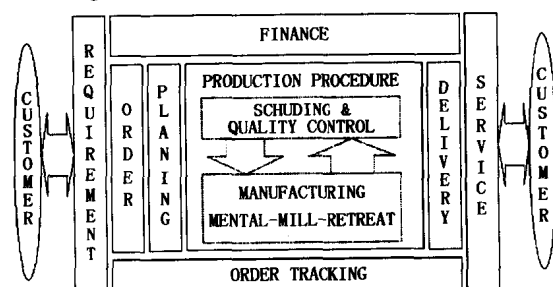 CUSTOMER
REQUIREMENT
FINANCE
ORDER
PLANING
PRODUCTION PROCEDURE
SCHUDING &
QUALITY CONTROL
MANUFACTURING
MENTAL-MILL-RETREAT
DELIVERY
SERVICE
CUSTOMER
ORDER TRACKING